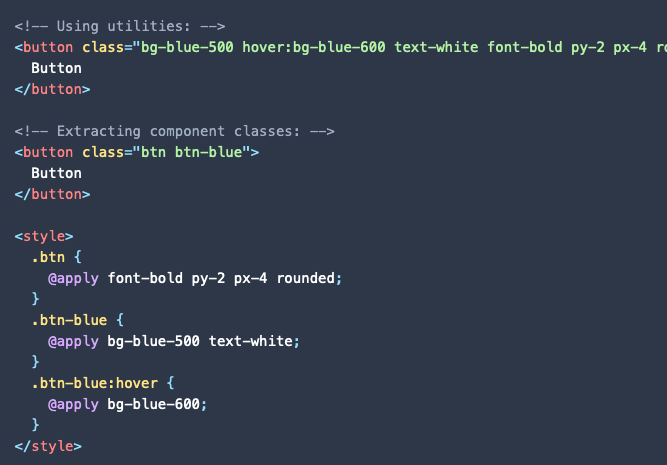 <!-- Using utilities: -->
<button class="bg-blue-500 hover:bg-blue-600 text-white font-bold py-2 px-4
  Button
</button>

<!-- Extracting component classes: -->
<button class="btn btn-blue">
  Button
</button>

<style>
  .btn {
    @apply font-bold py-2 px-4 rounded;
  }
  .btn-blue {
    @apply bg-blue-500 text-white;
  }
  .btn-blue:hover {
    @apply bg-blue-600;
  }
</style>